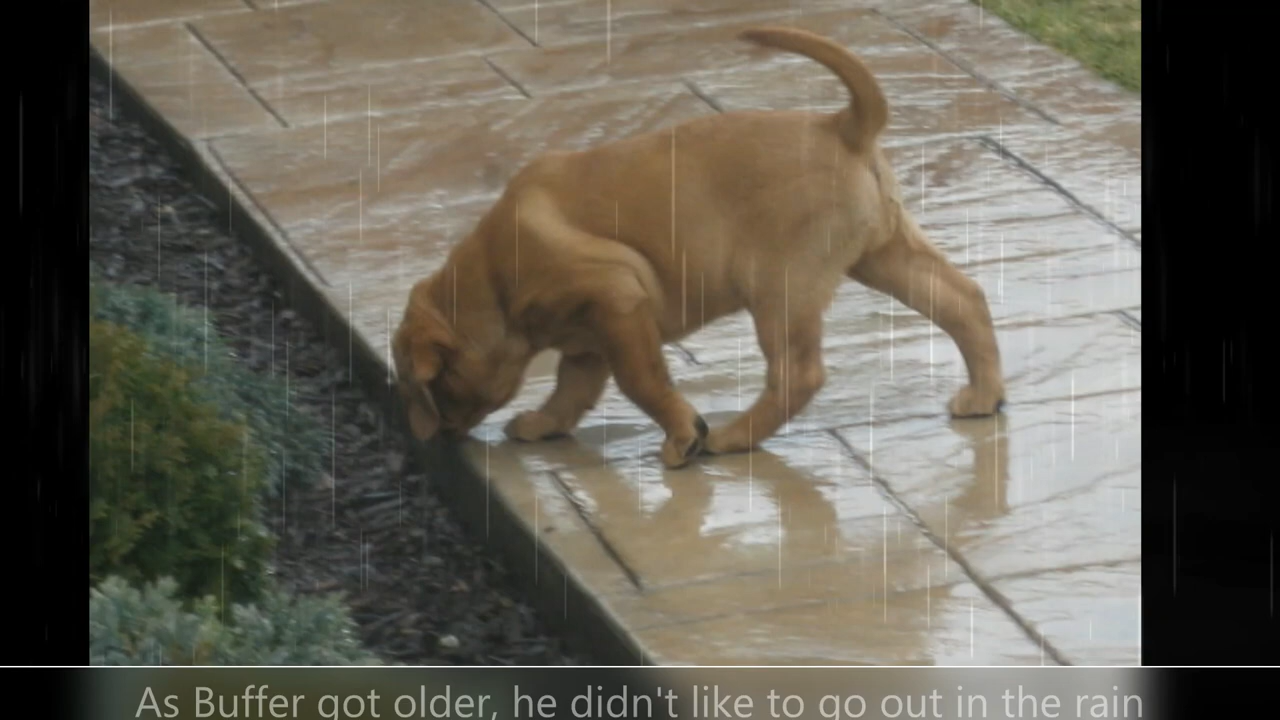 As Buffer got older, he didn't like to go out in the rain